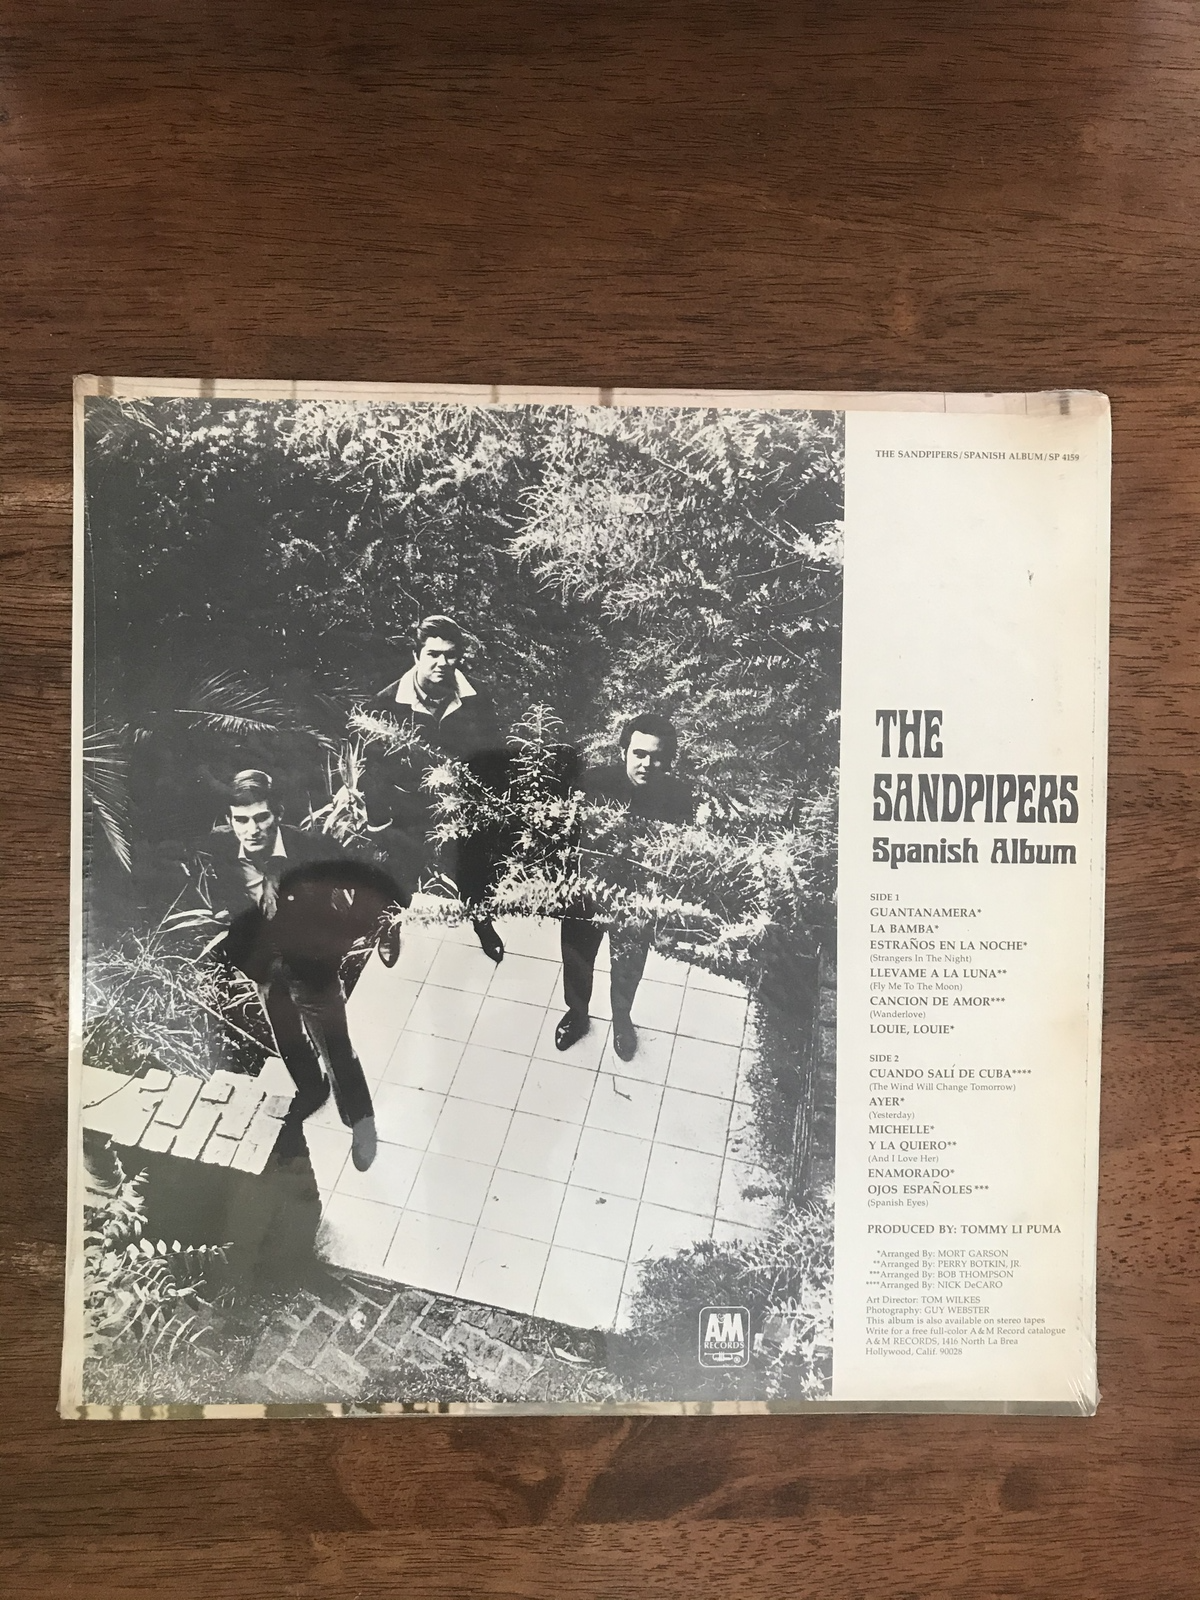 THE SANDPIPERS/SPANISH ALBUM/SP 4159
THE
SANDPIPERS
Spanish Album
SIDE 1
GUANTANAMERA*
LA BAMBA*
ESTRAÑOS EN LA NOCHE*
(Strangers In The Night)
LLEVAME A LA LUNA**
(Fly Me To The Moon)
CANCION DE AMOR***
(Wanderlove)
LOUIE, LOUIE*
SIDE 2
CUANDO SALÍ DE CUBA****
(The Wind Will Change Tomorrow)
AYER*
(Yesterday)
MICHELLE*
Y LA QUIERO**
(And I Love Her)
ENAMORADO*
OJOS ESPAÑOLES***
(Spanish Eyes)
PRODUCED BY: TOMMY LI PUMA
*Arranged By: MORT GARSON
**Arranged By: PERRY BOTKIN, JR.
***Arranged By: BOB THOMPSON
****Arranged By: NICK DeCARO
Art Director: TOM WILKES
Photography: GUY WEBSTER
This album is also available on stereo tapes
Write for a free full-color A&M Record catalogue
A&M RECORDS, 1416 North La Brea
Hollywood, Calif. 90028
A&M
RECORDS
®